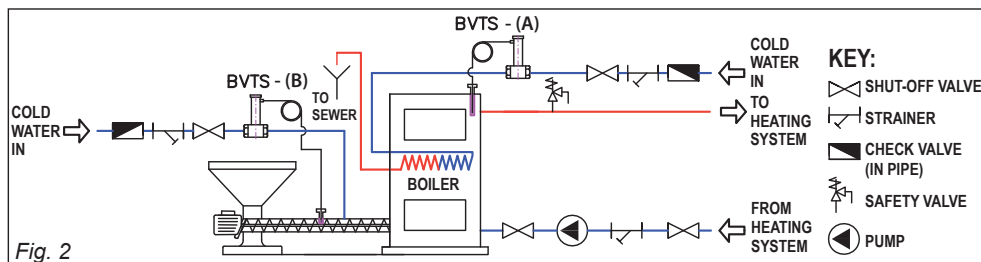 BVTS - (A)
BVTS - (B)
TO
SEWER
COLD
WATER
IN
COLD
WATER
IN
TO
HEATING
SYSTEM
BOILER
FROM
HEATING
SYSTEM
KEY:
SHUT-OFF VALVE
STRAINER
CHECK VALVE
(IN PIPE)
SAFETY VALVE
PUMP
Fig. 2